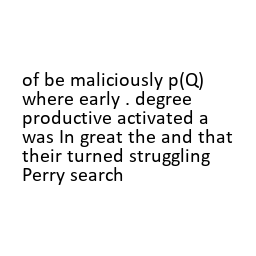 of be maliciously p(Q)
where early . degree
productive activated a
was In great the and that
their turned struggling
Perry search